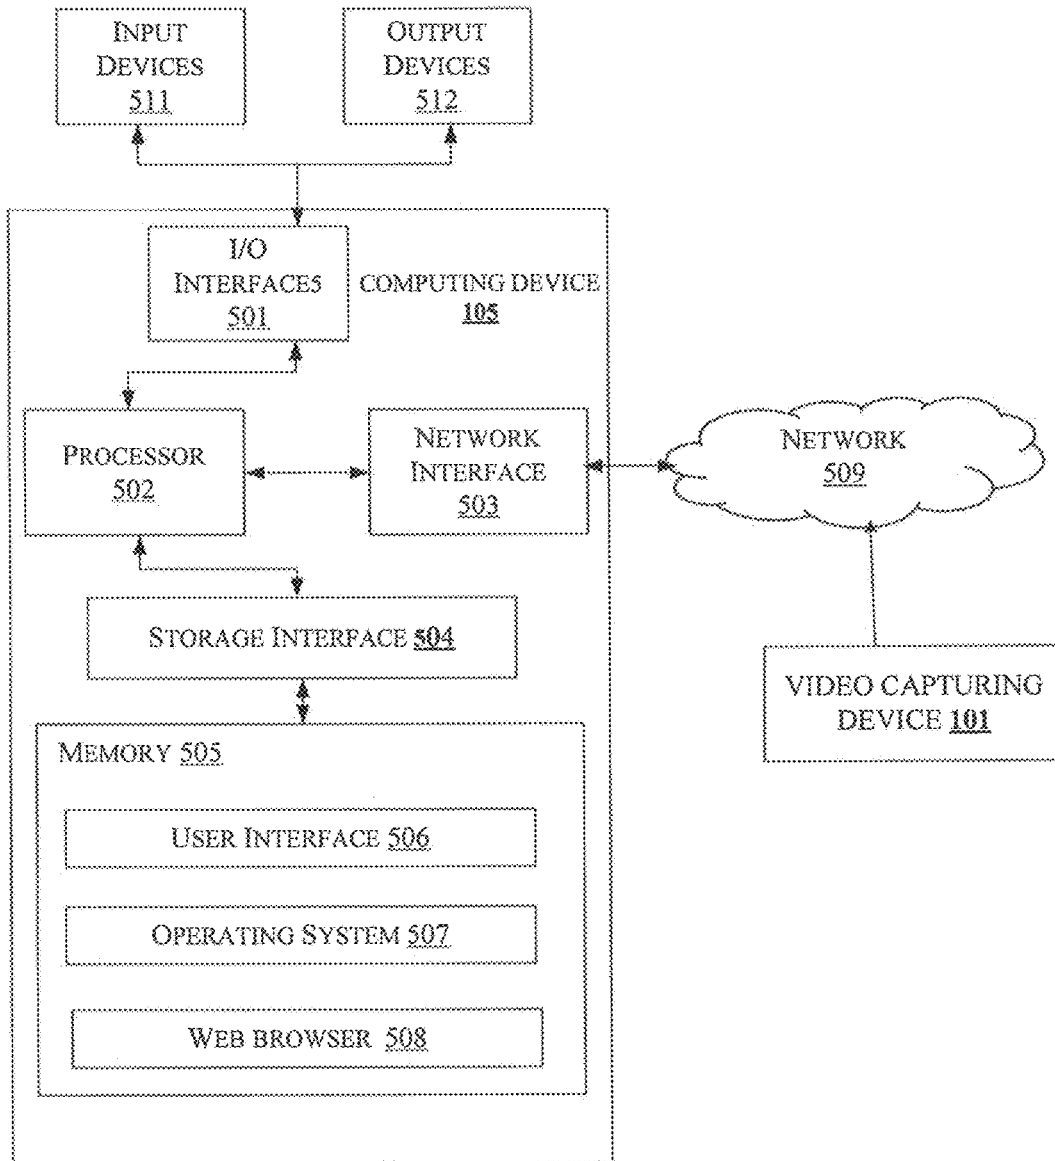 INPUT
DEVICES
511
OUTPUT
DEVICES
512
I/O
INTERFACES
501
COMPUTING DEVICE
105
PROCESSOR
502
NETWORK
INTERFACE
503
NETWORK
509
STORAGE INTERFACE 504
VIDEO CAPTURING
DEVICE 101
MEMORY 505
USER INTERFACE 506
OPERATING SYSTEM 507
WEB BROWSER 508